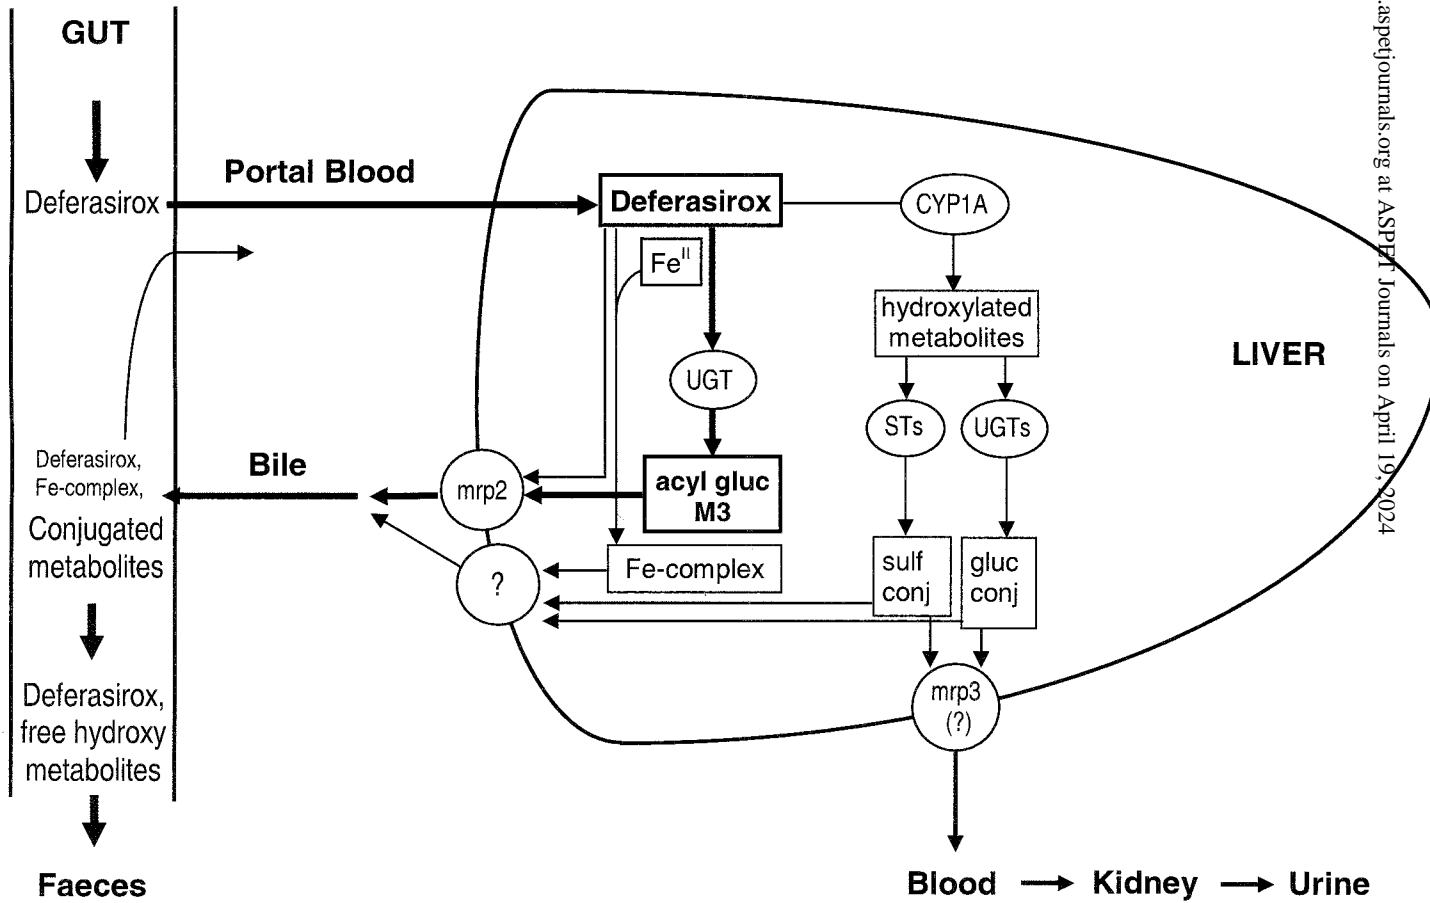 GUT
Deferasirox
Portal Blood
Deferasirox,
Fe-complex,
Conjugated
metabolites
Bile
Deferasirox,
free hydroxy
metabolites
Faeces
Deferasirox
Fe^II
UGT
acyl gluc
M3
mrp2
?
Fe-complex
CYP1A
hydroxylated
metabolites
STs
UGTs
sulf
conj
gluc
conj
mrp3
(?)
LIVER
Blood
Kidney
Urine
.aspetjournals.org at ASPET Journals on April 19, 2024